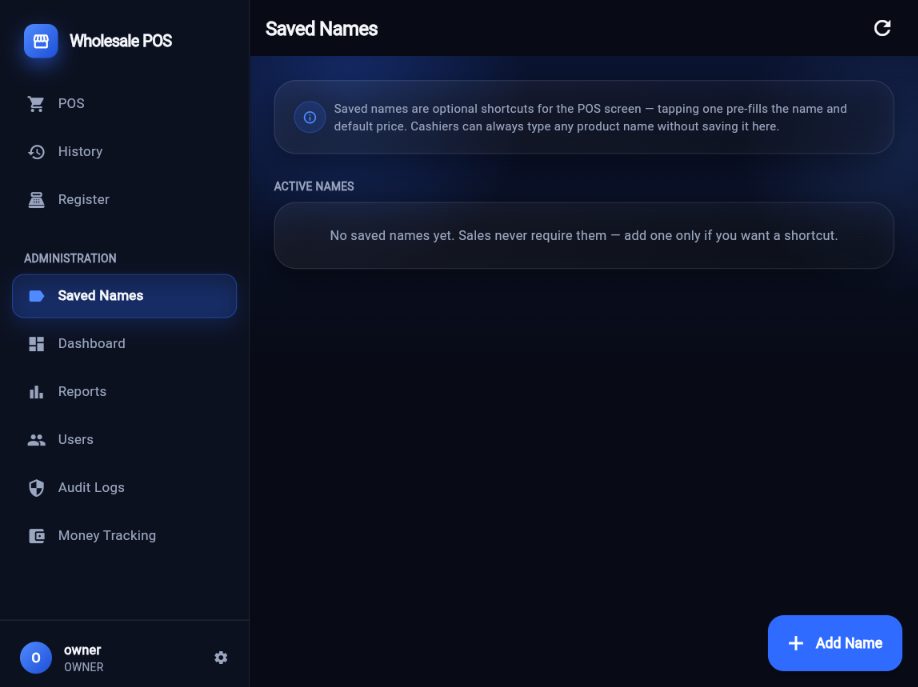 Wholesale POS
POS
History
Register
ADMINISTRATION
Saved Names
Dashboard
Reports
Users
Audit Logs
Money Tracking
O
owner
OWNER
Saved Names
Saved names are optional shortcuts for the POS screen — tapping one pre-fills the name and
default price. Cashiers can always type any product name without saving it here.
ACTIVE NAMES
No saved names yet. Sales never require them — add one only if you want a shortcut.
Add Name